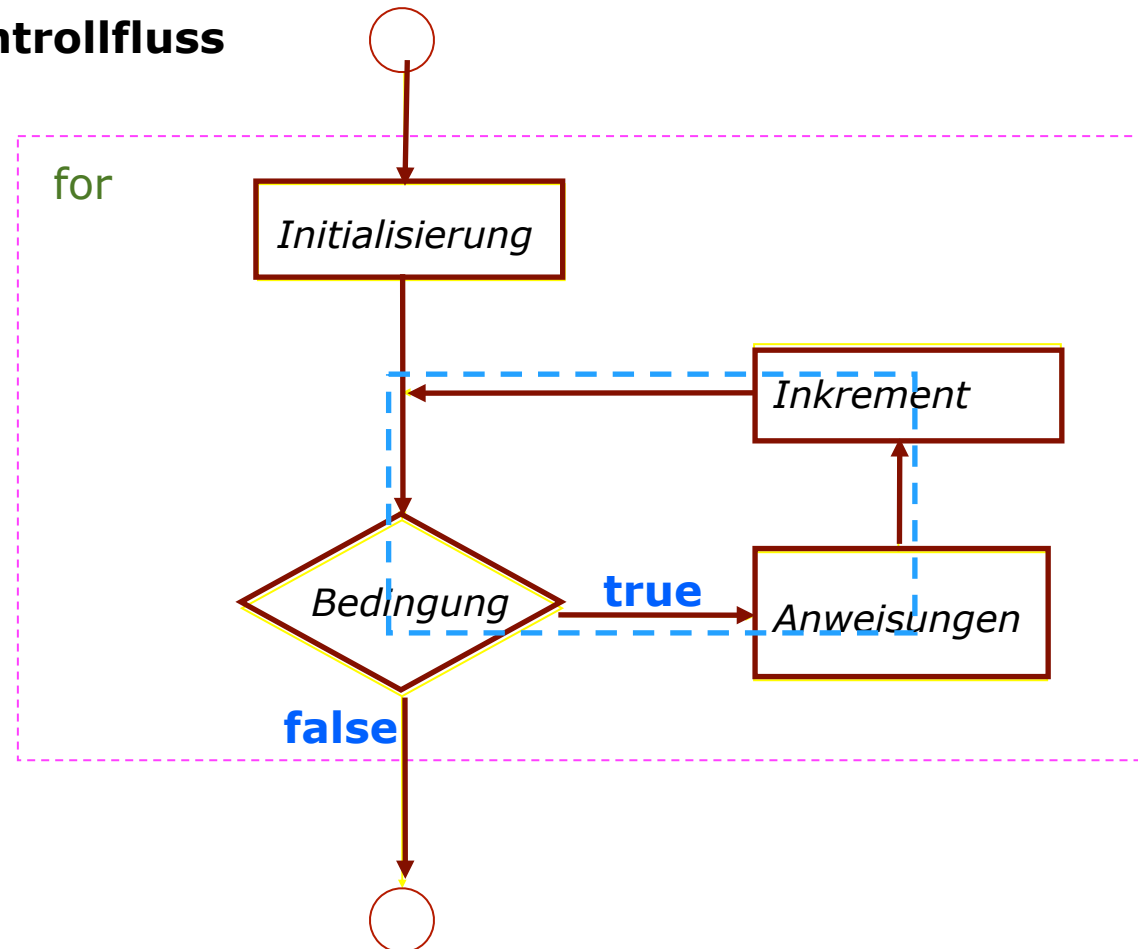 ntrollfluss
for
Initialisierung
Inkrement
Bedingung
true
Anweisungen
false